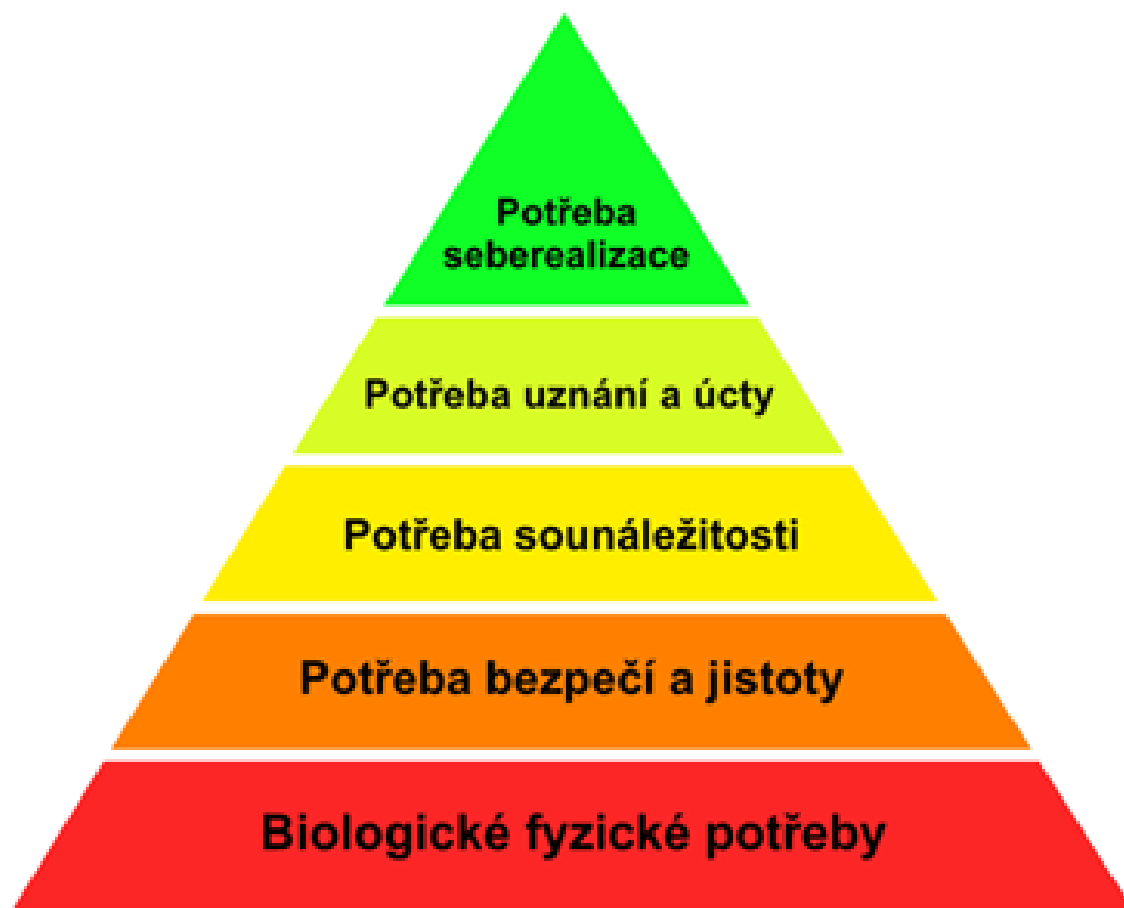 Potřeba
seberealizace
Potřeba uznání a úcty
Potřeba sounáležitosti
Potřeba bezpečí a jistoty
Biologické fyzické potřeby